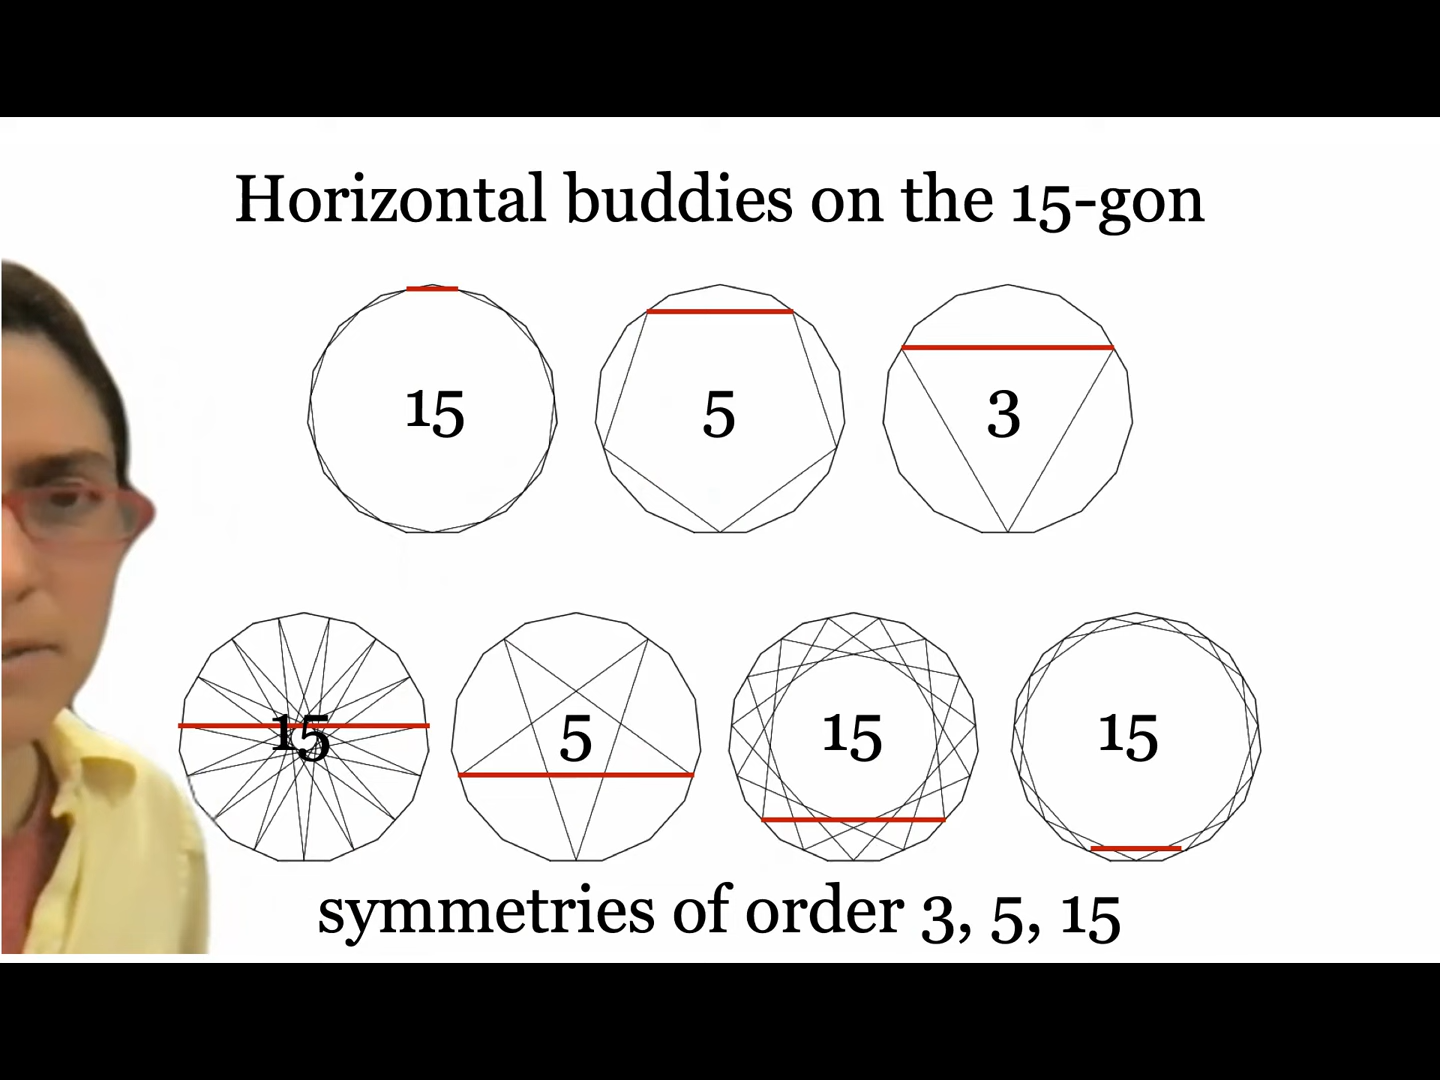 Horizontal buddies on the 15-gon
15 5 3
15 5 15 15
symmetries of order 3, 5, 15